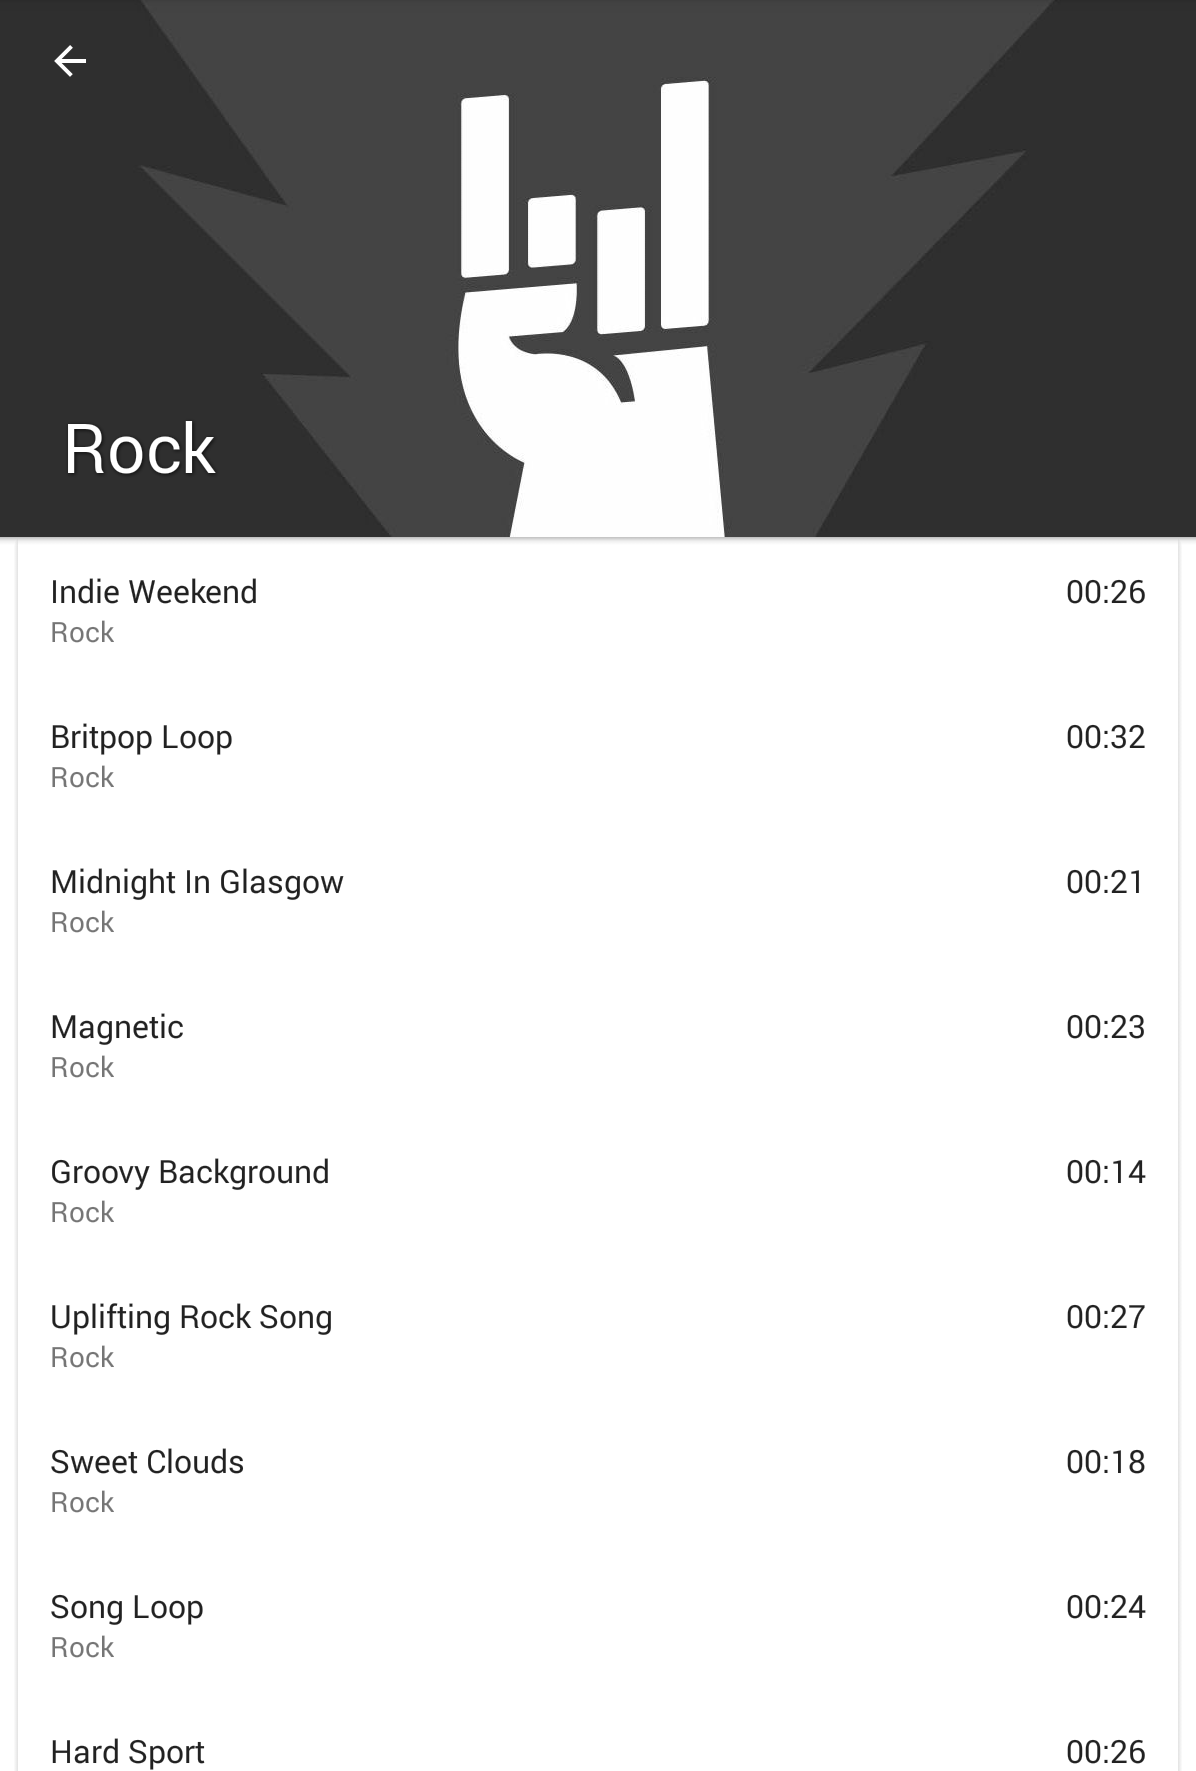 Rock
Indie Weekend 00:26
Rock
Britpop Loop 00:32
Rock
Midnight In Glasgow 00:21
Rock
Magnetic 00:23
Rock
Groovy Background 00:14
Rock
Uplifting Rock Song 00:27
Rock
Sweet Clouds 00:18
Rock
Song Loop 00:24
Rock
Hard Sport 00:26